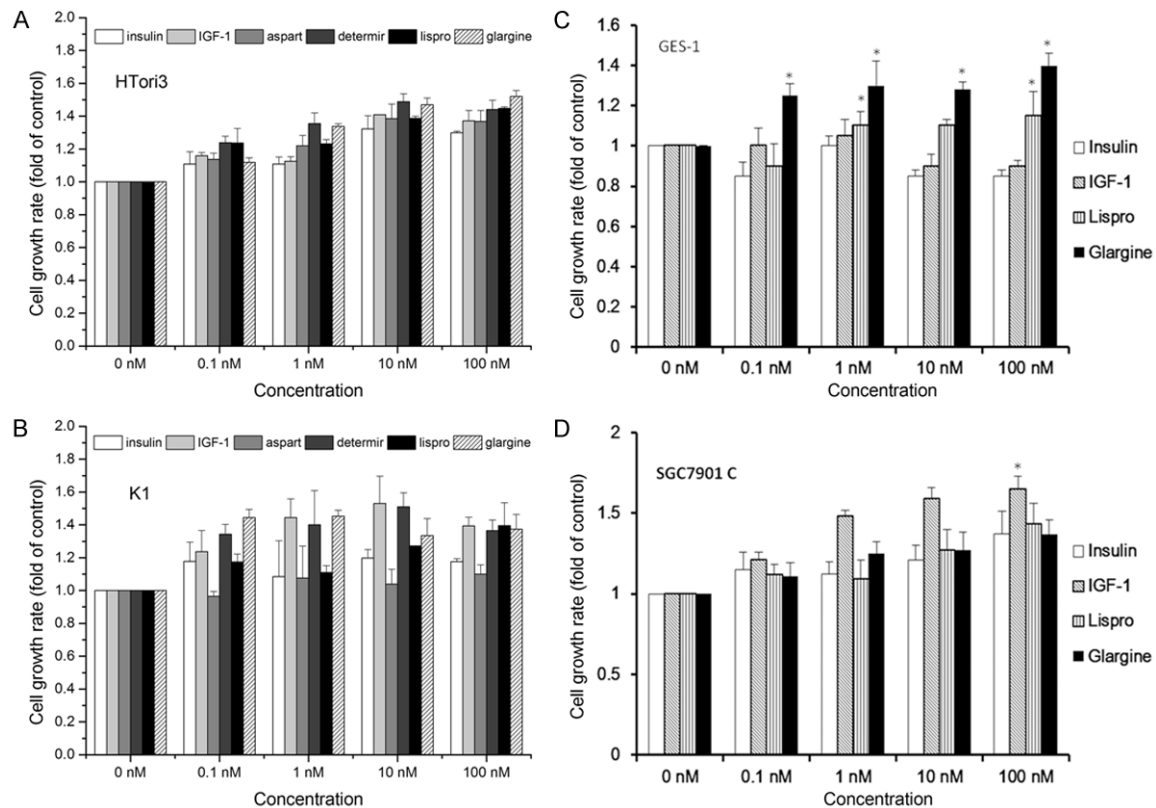 A
2.0
1.8
1.6
1.4
1.2
1.0
0.8
0.6
0.4
0.2
0.0
Cell growth rate (fold of control)
insulin IGF-1 aspart determir lispro glargine
HTori3
0 nM 0.1 nM 1 nM 10 nM 100 nM
Concentration
B
2.0
1.8
1.6
1.4
1.2
1.0
0.8
0.6
0.4
0.2
0.0
Cell growth rate (fold of control)
insulin IGF-1 aspart determir lispro glargine
K1
0 nM 0.1 nM 1 nM 10 nM 100 nM
Concentration
C
1.6
1.4
1.2
1
0.8
0.6
0.4
0.2
0
Cell growth rate (fold of control)
GES-1
* * * * * *
Insulin
IGF-1
Lispro
Glargine
0 nM 0.1 nM 1 nM 10 nM 100 nM
Concentration
D
2
1.5
1
0.5
0
Cell growth rate (fold of control)
SGC7901 C
*
Insulin
IGF-1
Lispro
Glargine
0 nM 0.1 nM 1 nM 10 nM 100 nM
Concentration